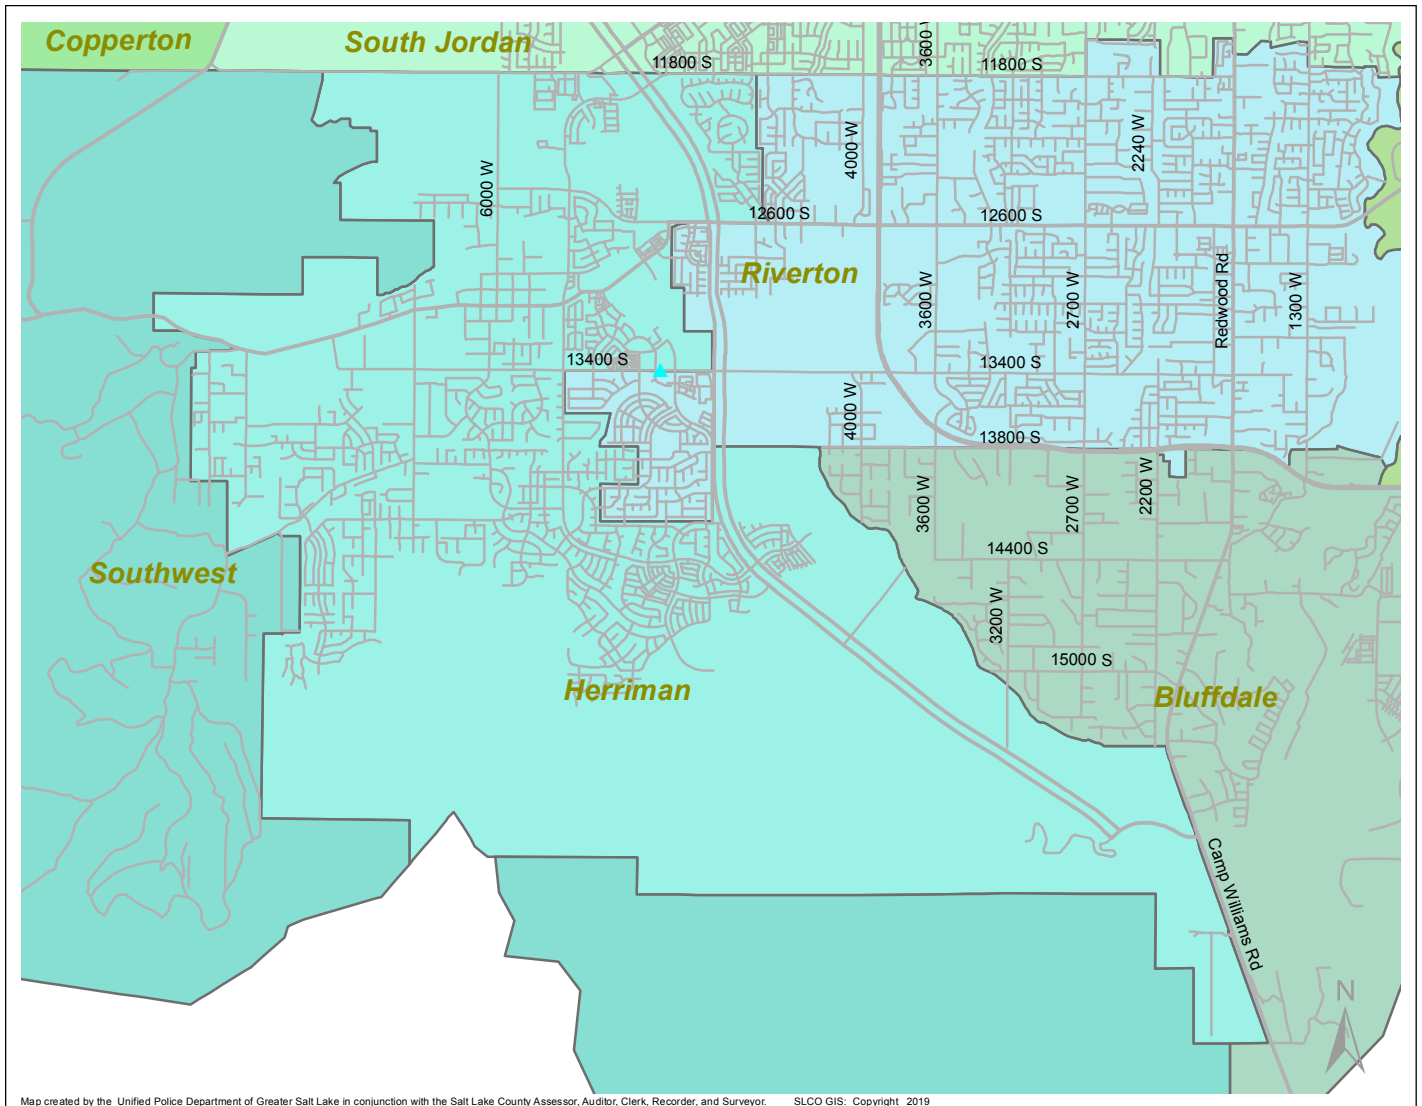 Copperton
South Jordan
3600 W
11800 S
11800 S
4000 W
2240 W
6000 W
12600 S
12600 S
Riverton
Redwood Rd
3600 W
2700 W
1300 W
13400 S
13400 S
4000 W
13800 S
3600 W
2700 W
2200 W
14400 S
Southwest
3200 W
15000 S
Herriman
Bluffdale
Camp Williams Rd
N
Map created by the Unified Police Department of Greater Salt Lake in conjunction with the Salt Lake County Assessor, Auditor, Clerk, Recorder, and Surveyor. SLCO GIS: Copyright 2019